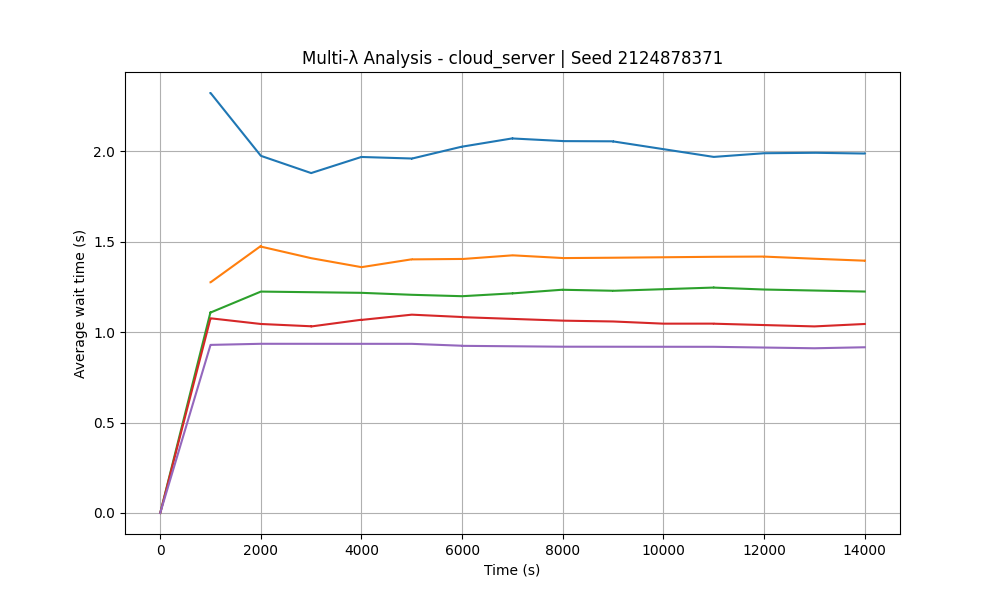 Multi-λ Analysis - cloud_server | Seed 2124878371
Average wait time (s)
2.0
1.5
1.0
0.5
0.0
0 2000 4000 6000 8000 10000 12000 14000
Time (s)